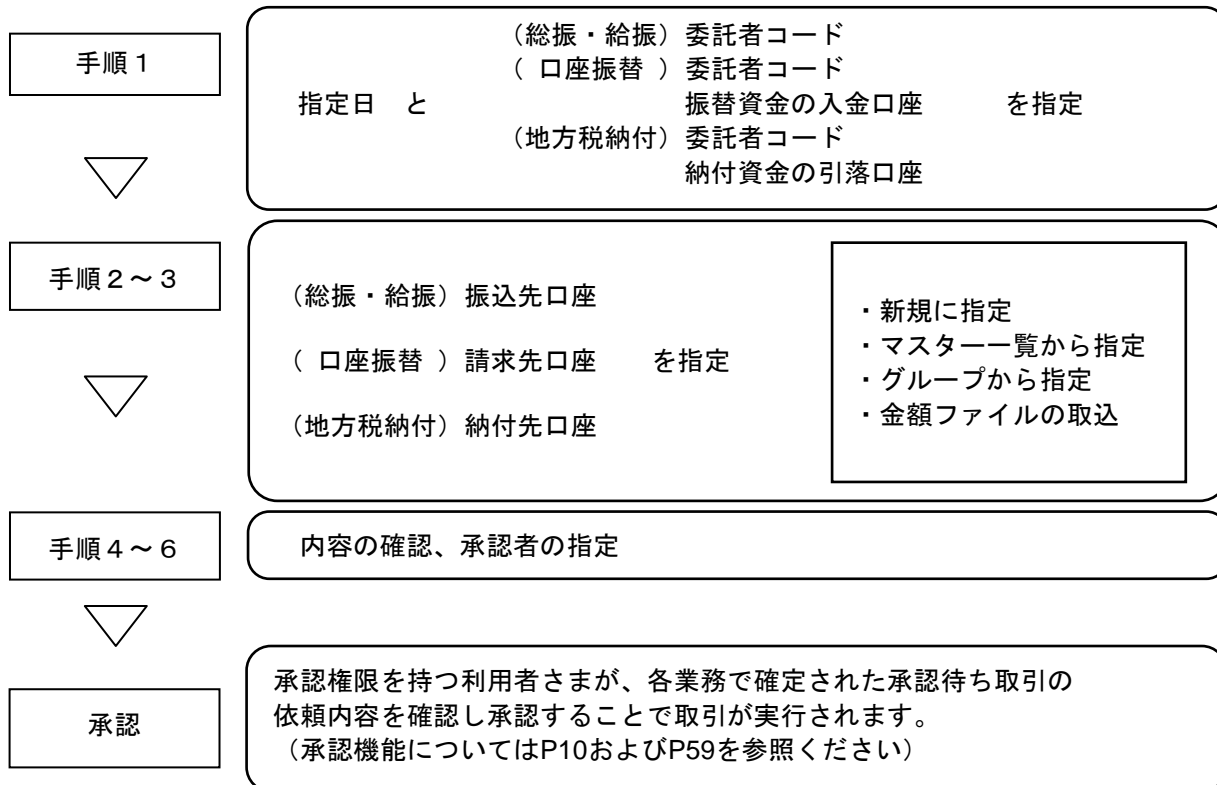 手順1
（総振・給振）委託者コード
（ 口座振替 ）委託者コード
指定日 と 振替資金の入金口座 を指定
（地方税納付）委託者コード
納付資金の引落口座
手順2～3
（総振・給振）振込先口座
（ 口座振替 ）請求先口座 を指定
（地方税納付）納付先口座
・新規に指定
・マスター一覧から指定
・グループから指定
・金額ファイルの取込
手順4～6
内容の確認、承認者の指定
承認
承認権限を持つ利用者さまが、各業務で確定された承認待ち取引の
依頼内容を確認し承認することで取引が実行されます。
（承認機能についてはP10およびP59を参照ください）